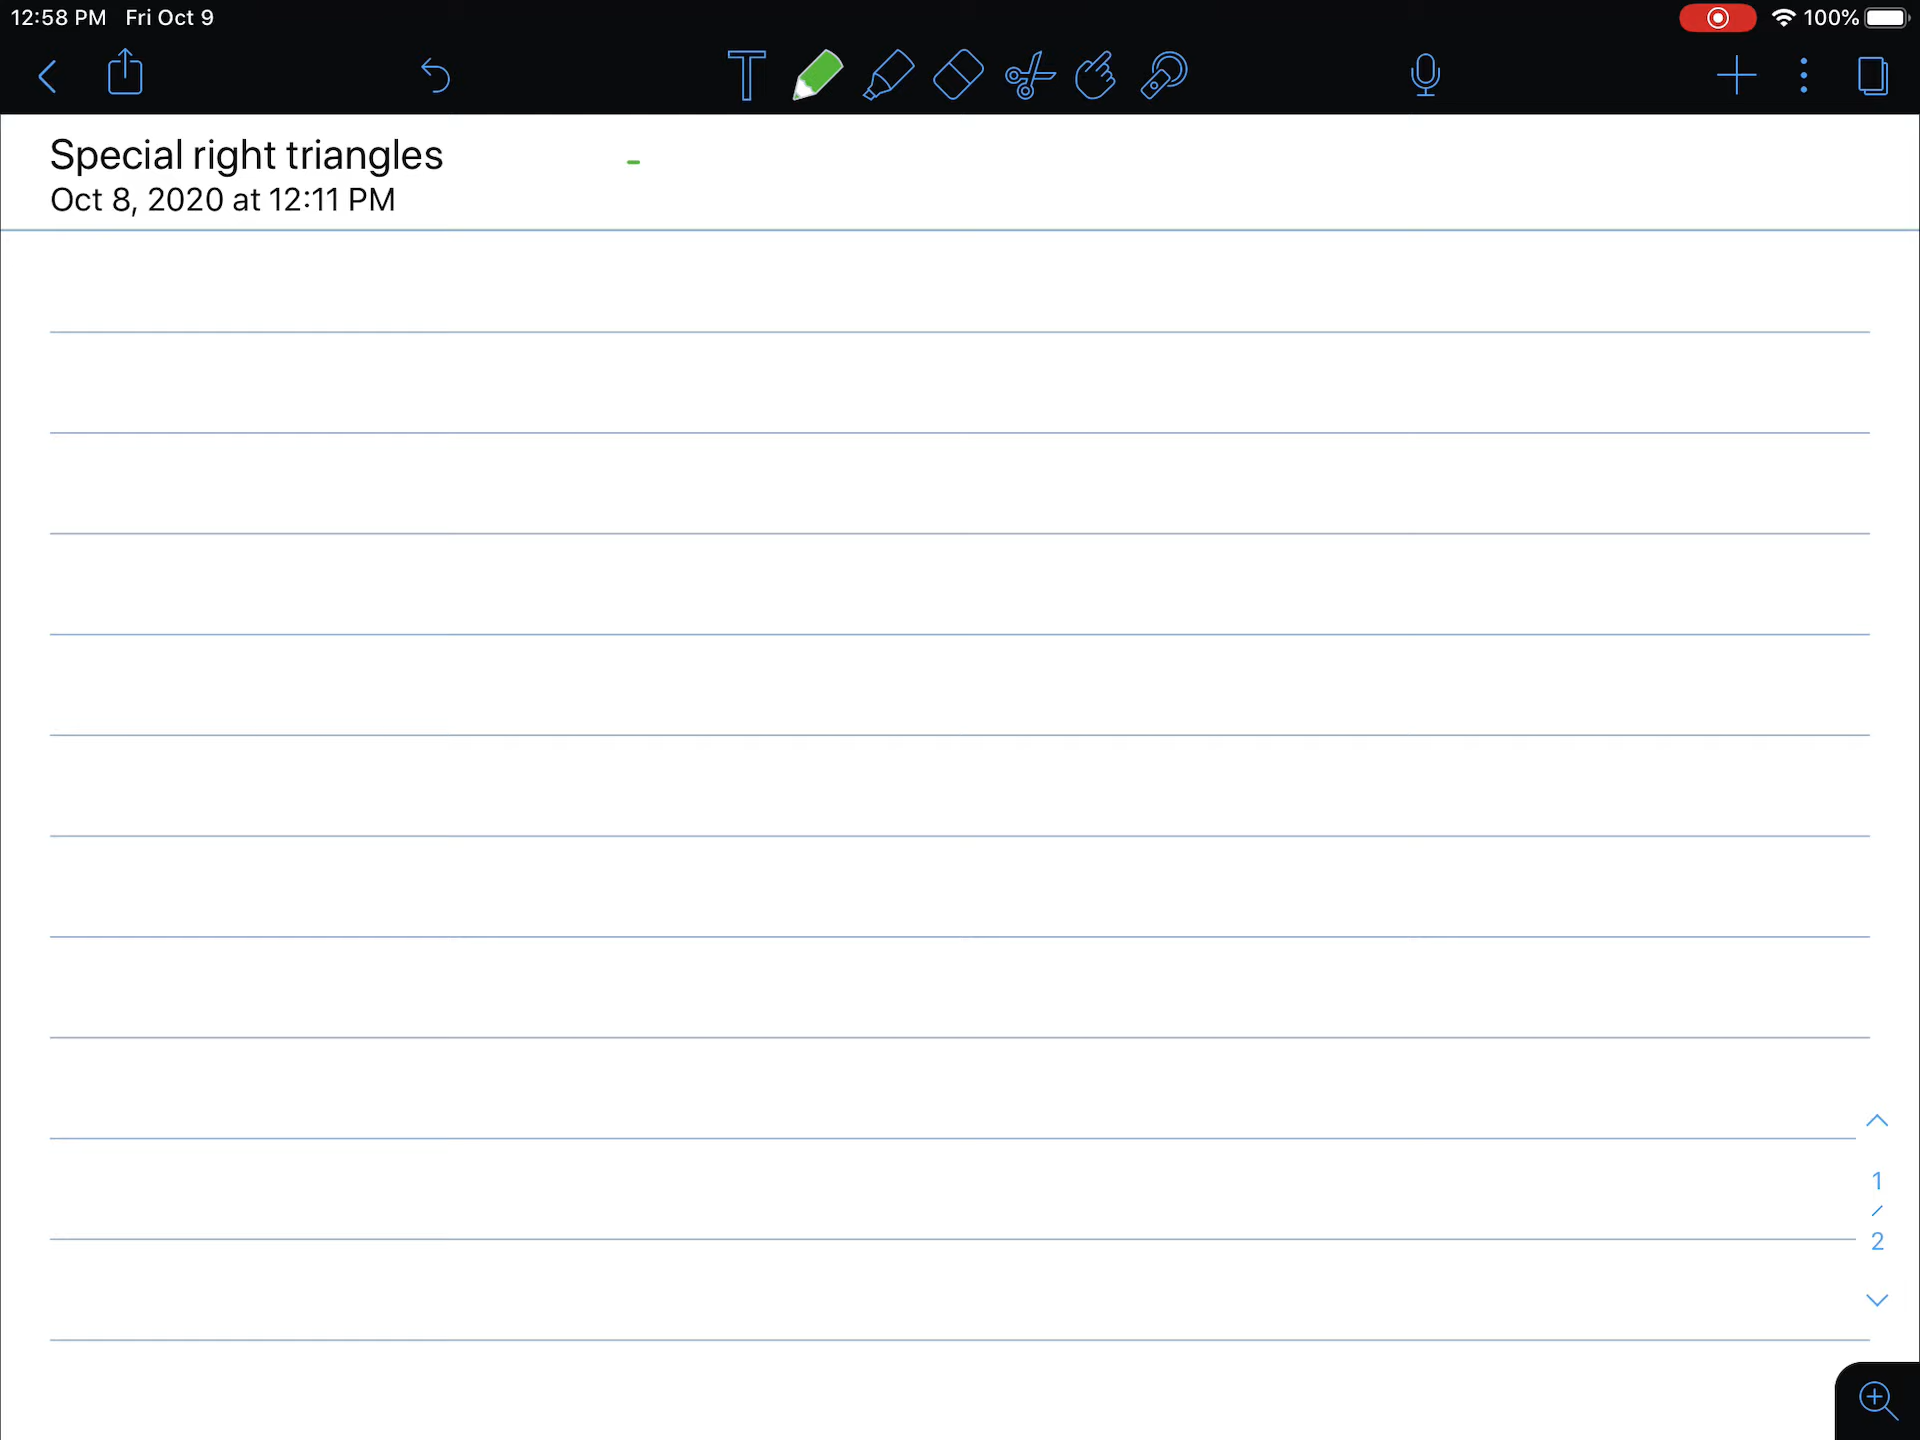 12:58 PM Fri Oct 9
100%
T
Special right triangles
Oct 8, 2020 at 12:11 PM
1
/
2